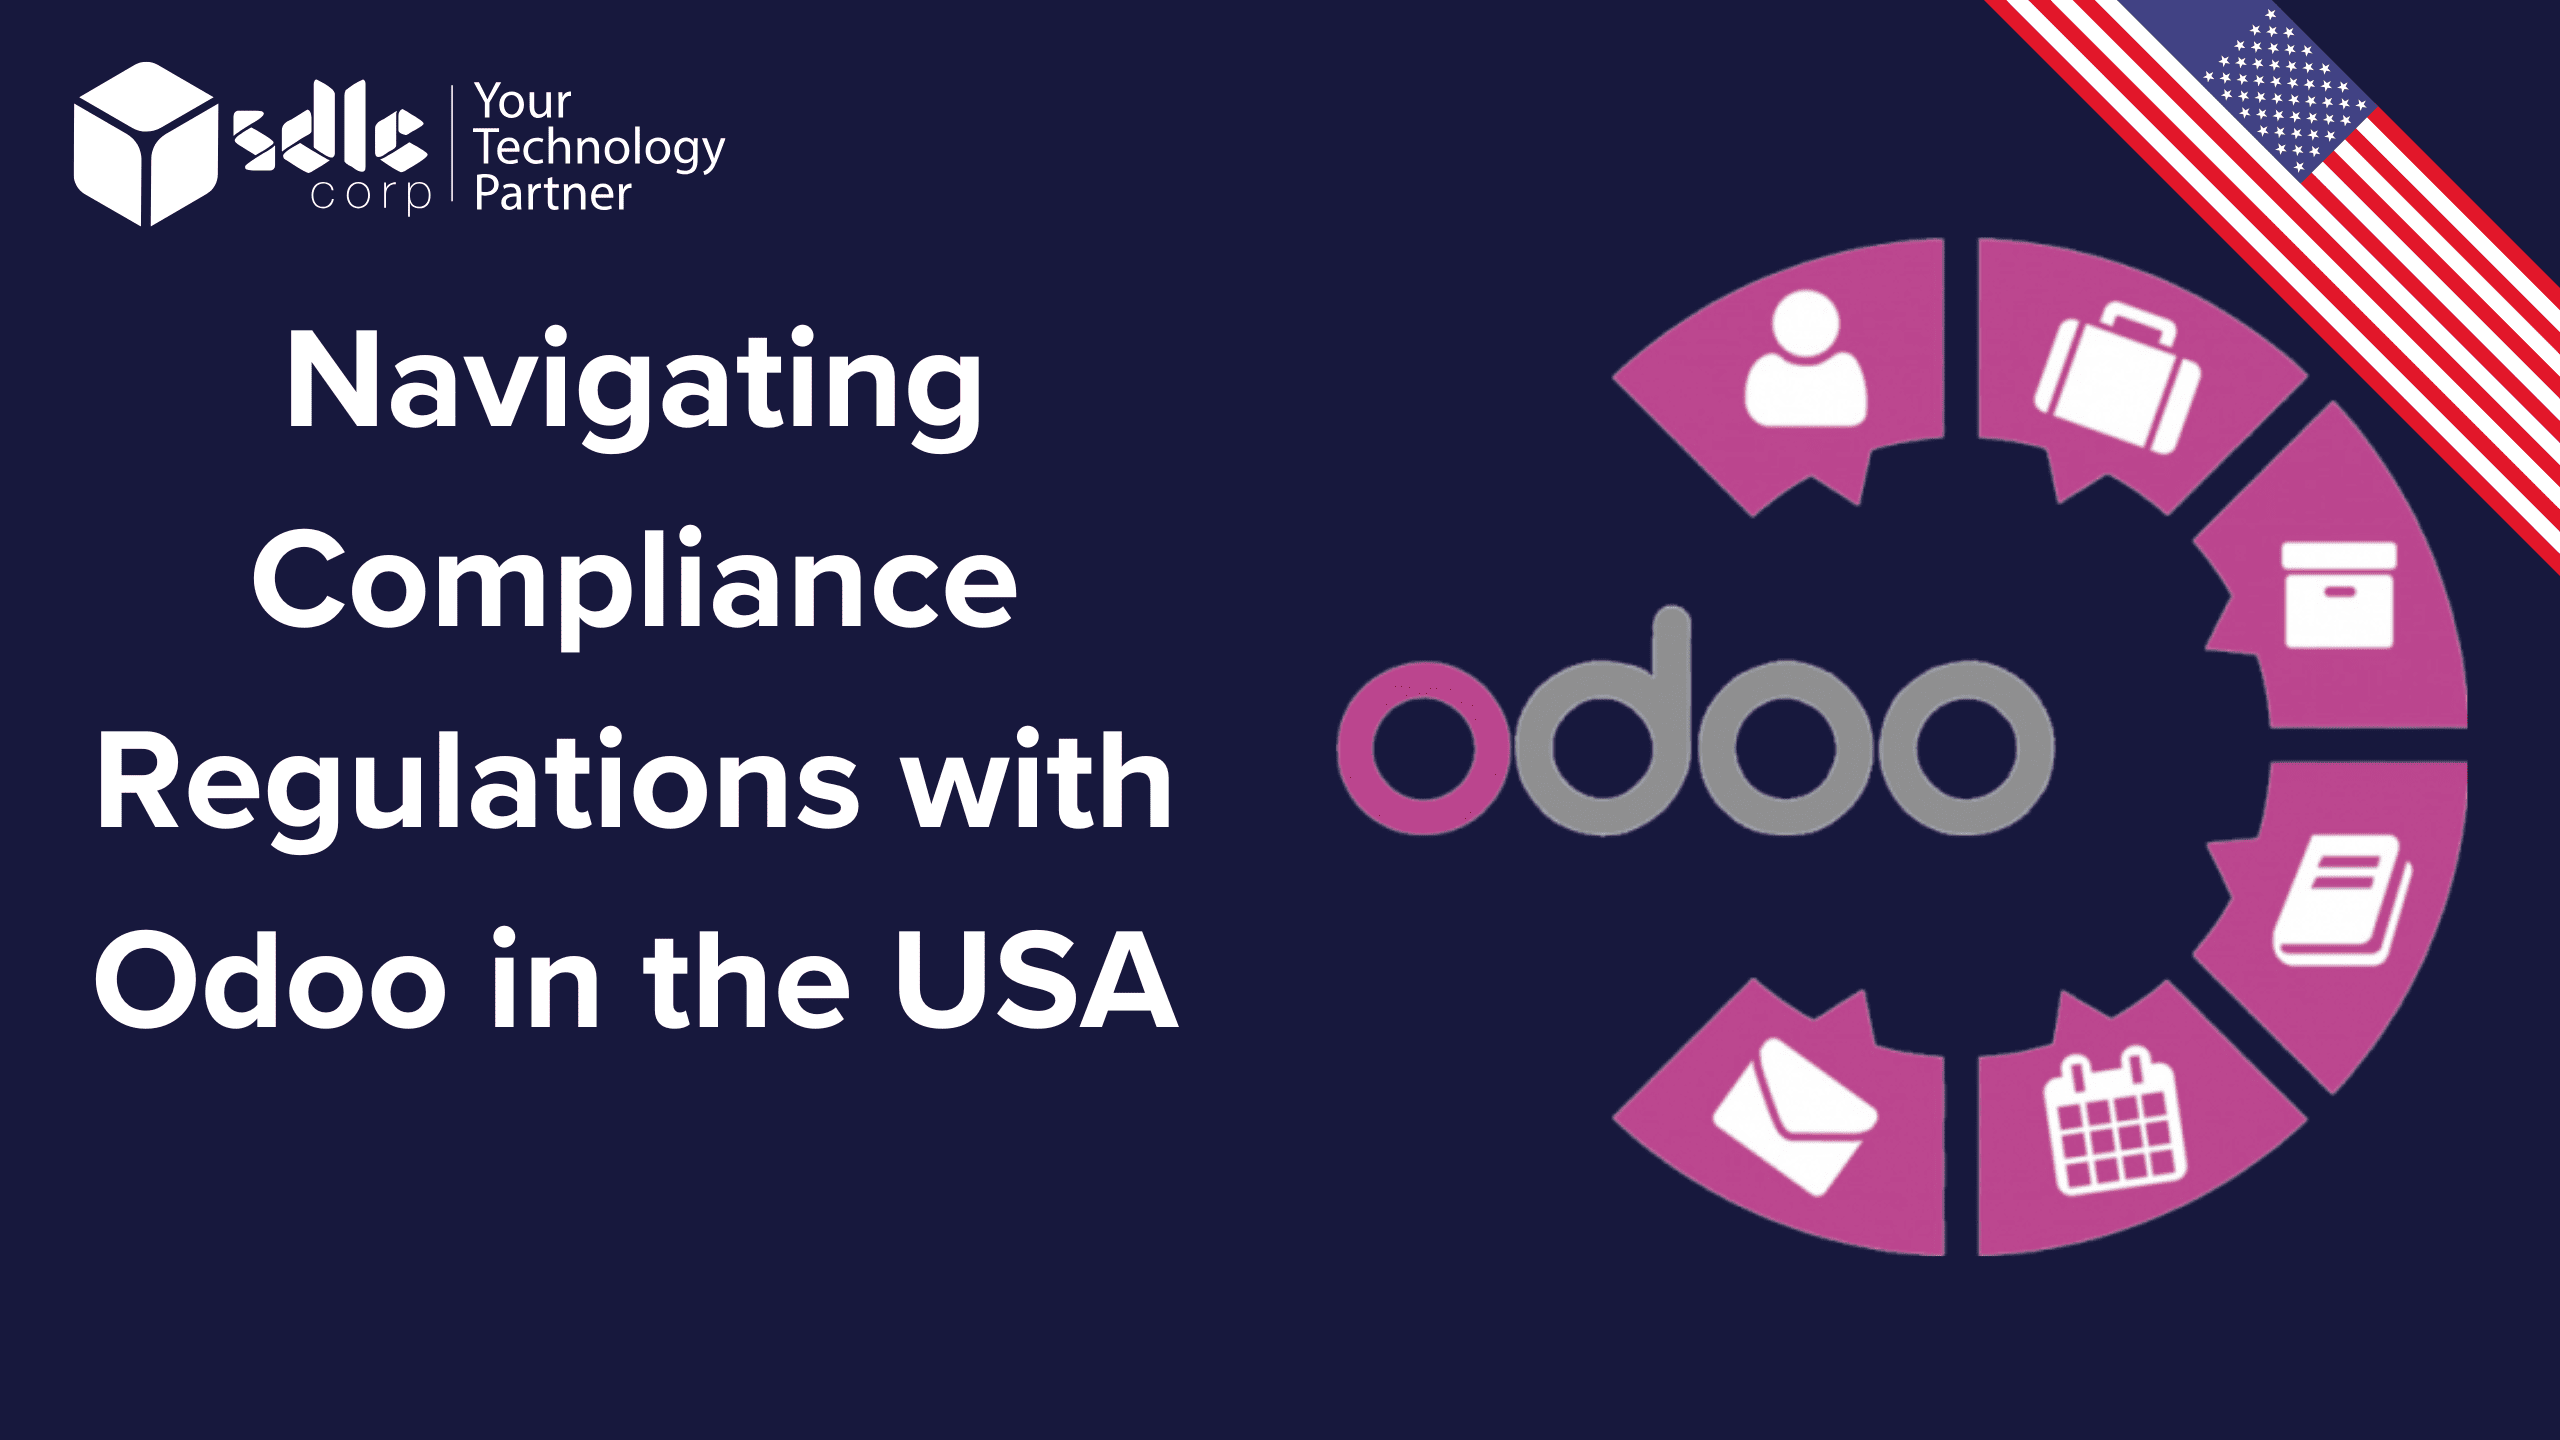 sdlc
corp
Your
Technology
Partner
Navigating
Compliance
Regulations with
Odoo in the USA
odoo